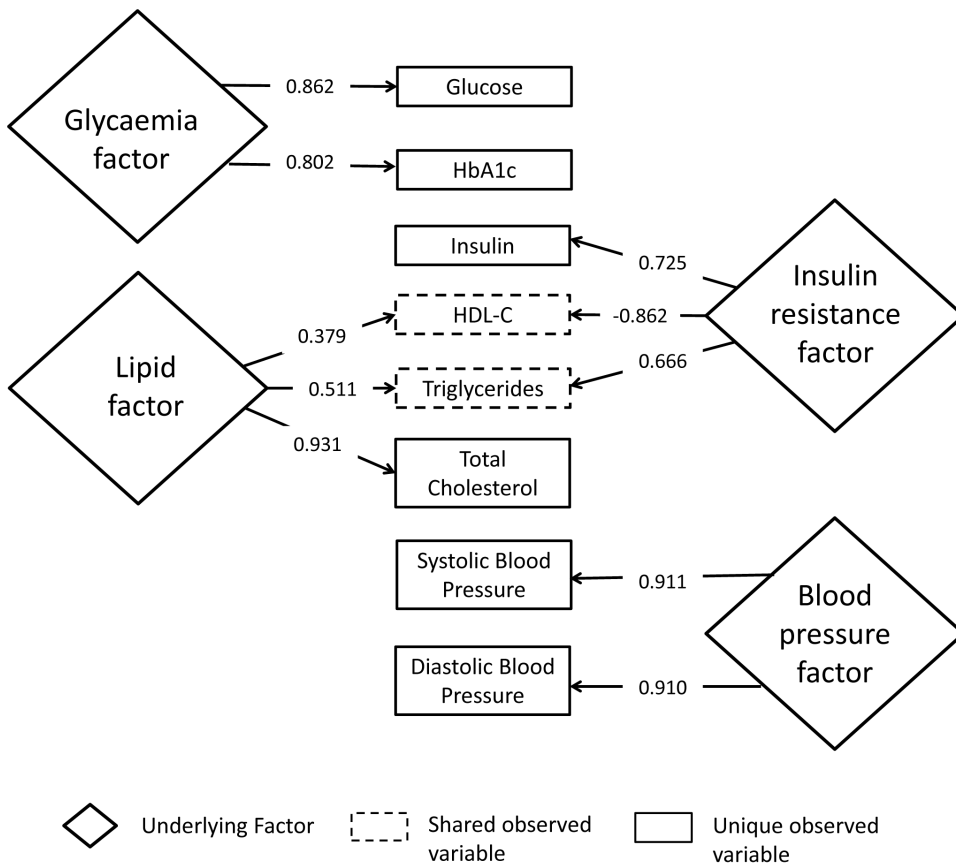 Glycaemia
factor
0.862
Glucose
0.802
HbA1c
Insulin
0.725
Insulin
resistance
factor
HDL-C
-0.862
0.379
Lipid
factor
0.511
Triglycerides
0.666
0.931
Total
Cholesterol
Systolic Blood
Pressure
0.911
Blood
pressure
factor
Diastolic Blood
Pressure
0.910
Underlying Factor
Shared observed
variable
Unique observed
variable